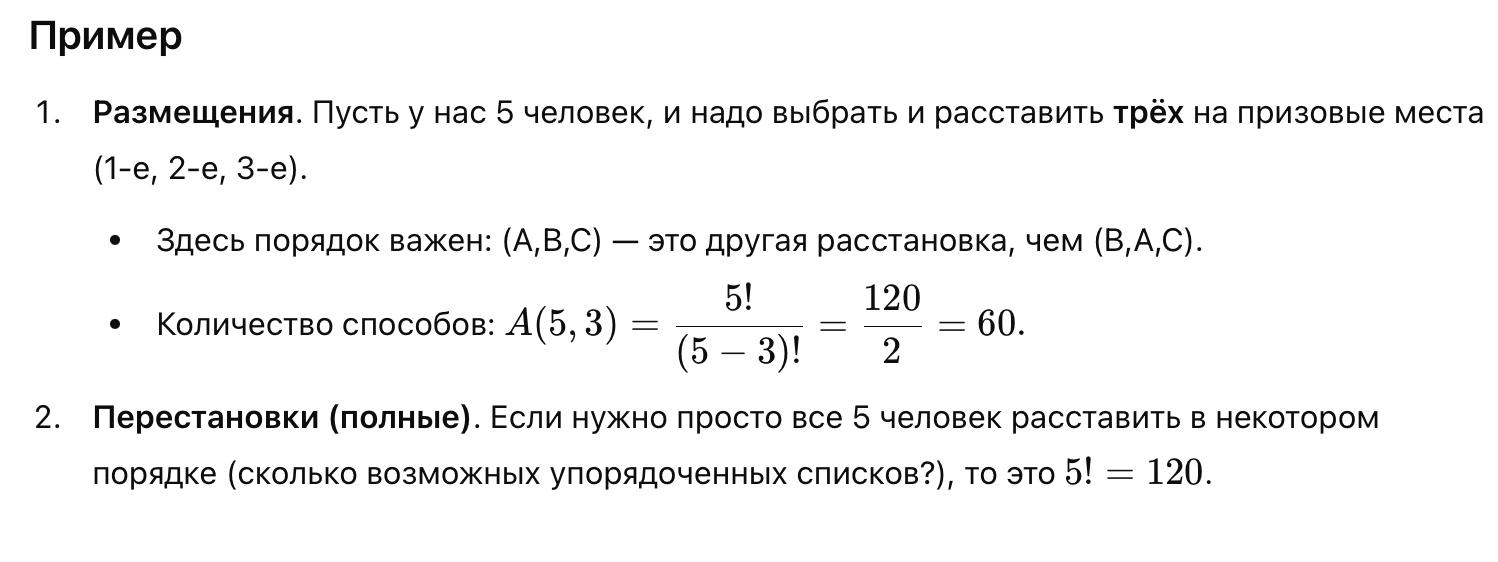 Пример
1. Размещения. Пусть у нас 5 человек, и надо выбрать и расставить трёх на призовые места
(1-е, 2-е, 3-е).
• Здесь порядок важен: (A,B,C) — это другая расстановка, чем (B,A,C).
• Количество способов: A(5, 3) = 5! / (5 − 3)! = 120 / 2 = 60.
2. Перестановки (полные). Если нужно просто все 5 человек расставить в некотором
порядке (сколько возможных упорядоченных списков?), то это 5! = 120.